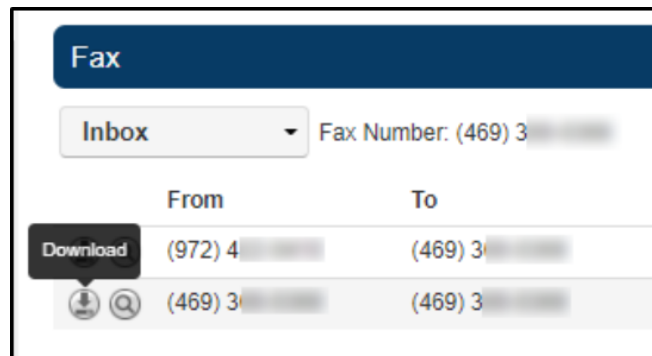 Fax
Inbox Fax Number: (469) 3
From To
Download (972) 4 (469) 3
(469) 3 (469) 3